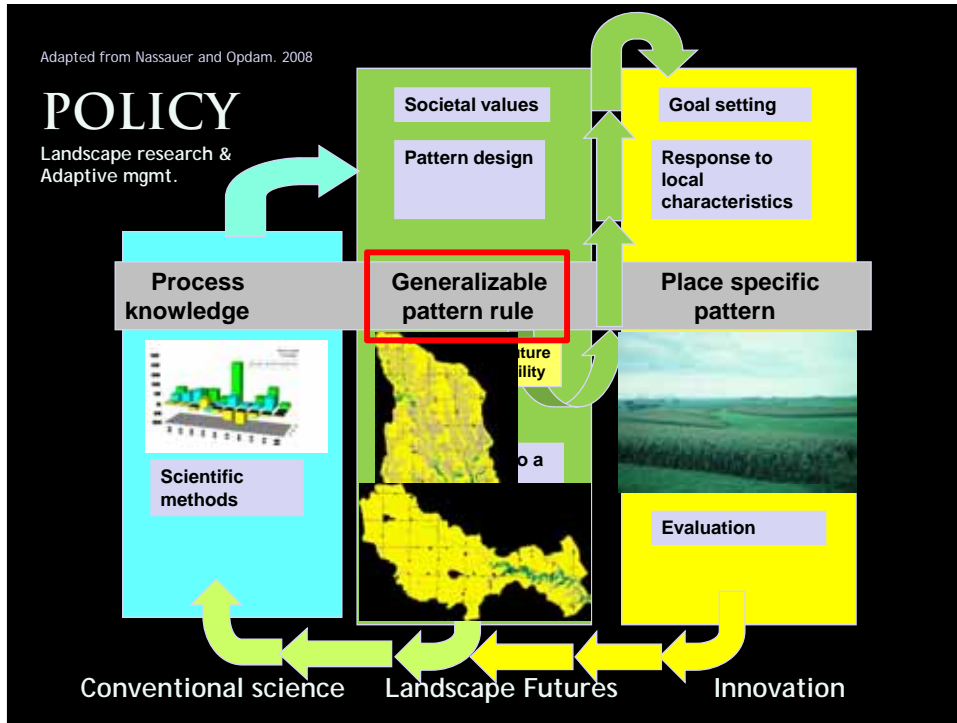 Adapted from Nassauer and Opdam. 2008
POLICY
Landscape research &
Adaptive mgmt.
Societal values
Pattern design
Goal setting
Response to
local
characteristics
Process
knowledge
Generalizable
pattern rule
Place specific
pattern
Scientific
methods
o a
Evaluation
Conventional science
Landscape Futures
Innovation